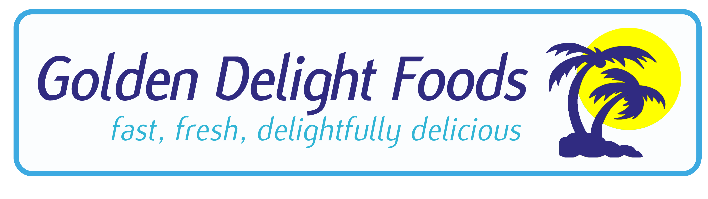 Golden Delight Foods
fast, fresh, delightfully delicious